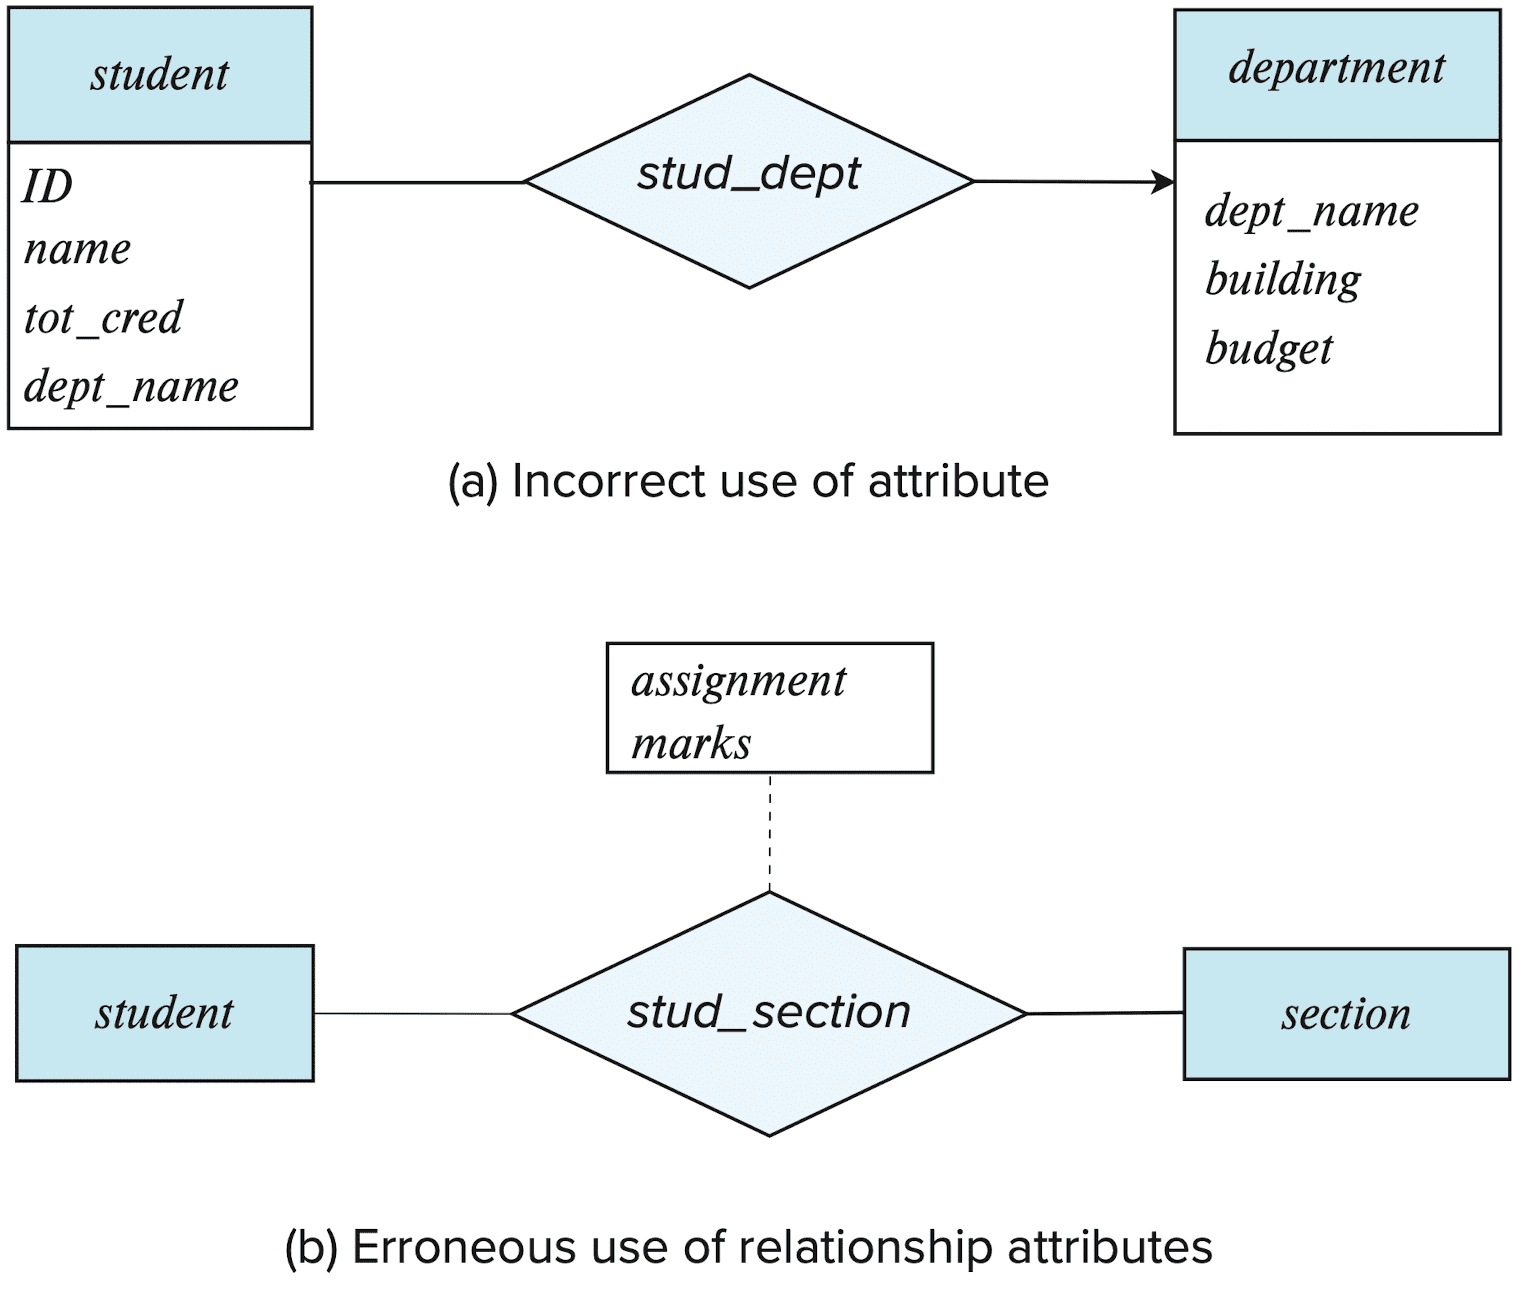 student
ID
name
tot_cred
dept_name
stud_dept
department
dept_name
building
budget
(a) Incorrect use of attribute
assignment
marks
student
stud_section
section
(b) Erroneous use of relationship attributes